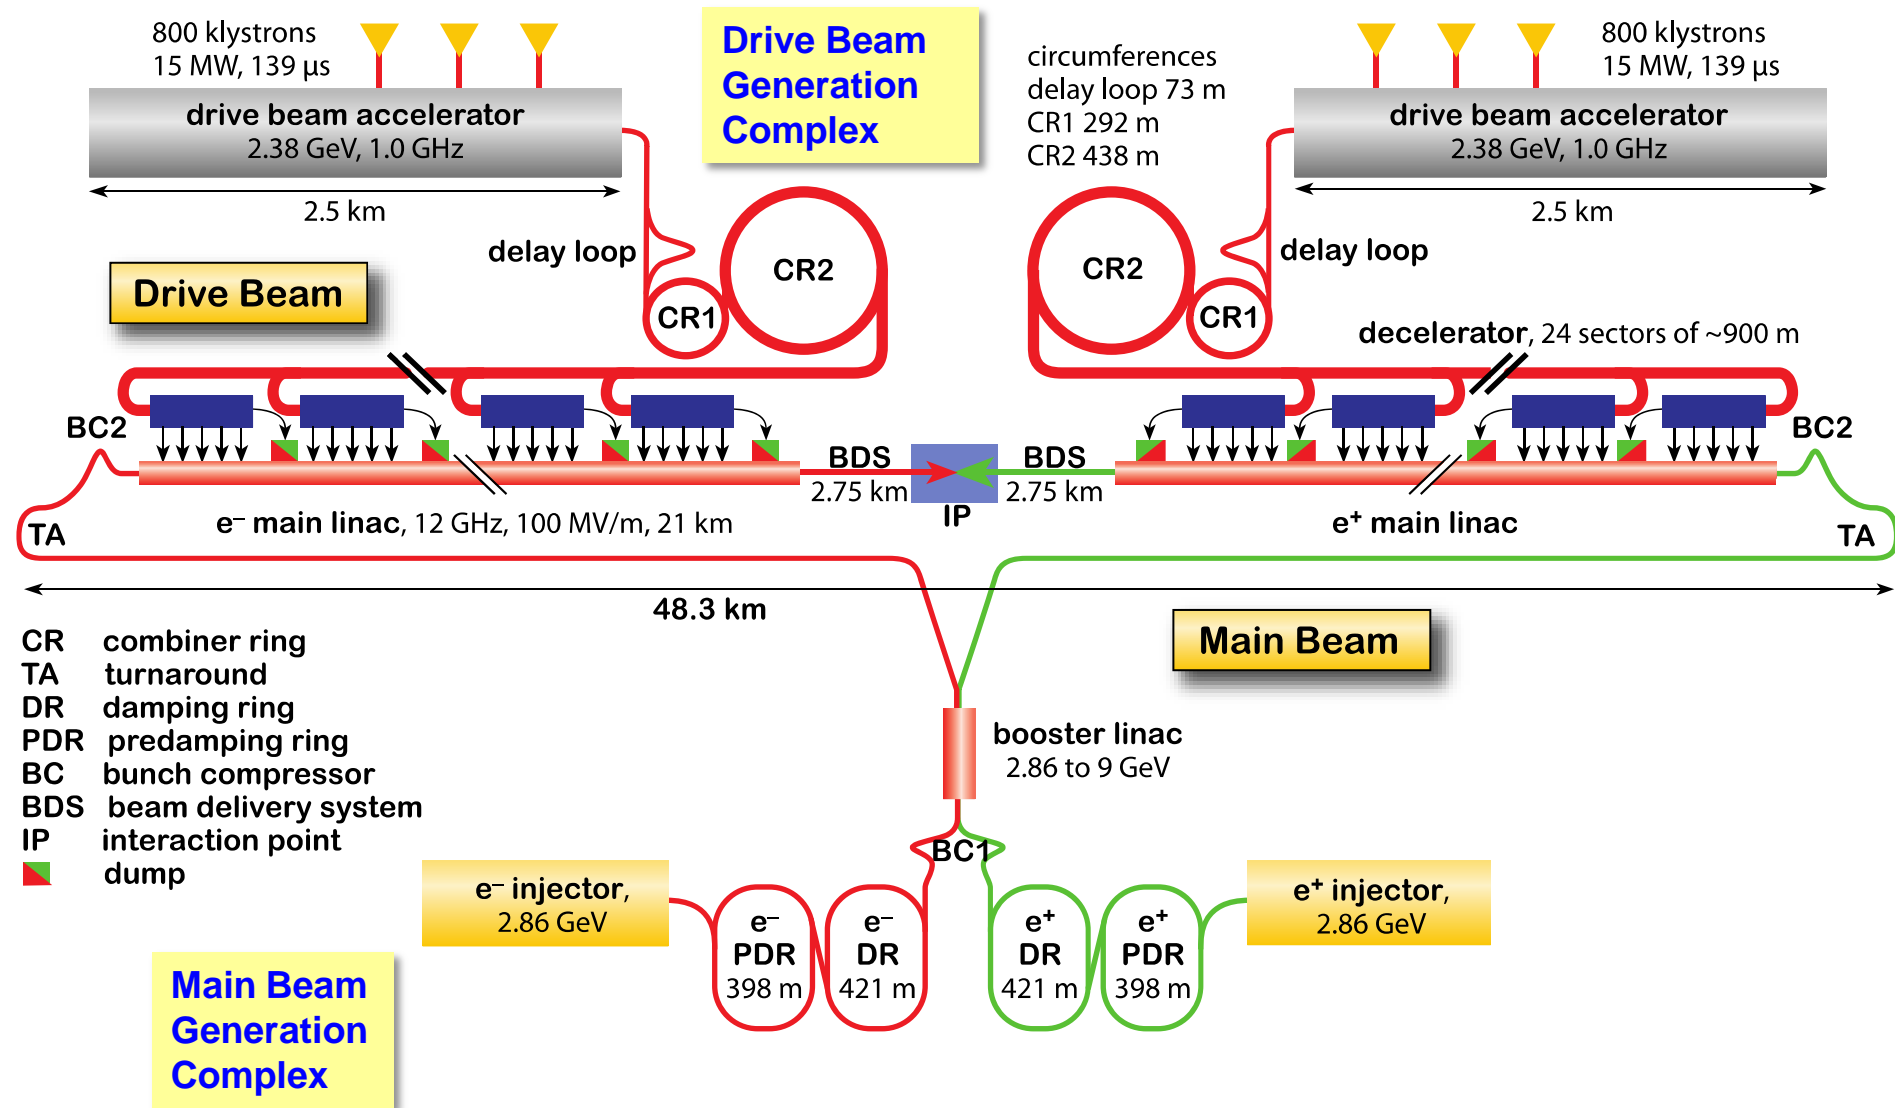 800 klystrons
15 MW, 139 µs
drive beam accelerator
2.38 GeV, 1.0 GHz
2.5 km
Drive Beam
Generation
Complex
circumferences
delay loop 73 m
CR1 292 m
CR2 438 m
800 klystrons
15 MW, 139 µs
drive beam accelerator
2.38 GeV, 1.0 GHz
2.5 km
delay loop
CR1
CR2
CR2
CR1
delay loop
Drive Beam
decelerator, 24 sectors of ~900 m
BC2
BC2
BDS
2.75 km
IP
BDS
2.75 km
TA
e⁻ main linac, 12 GHz, 100 MV/m, 21 km
e⁺ main linac
TA
48.3 km
Main Beam
CR combiner ring
TA turnaround
DR damping ring
PDR predamping ring
BC bunch compressor
BDS beam delivery system
IP interaction point
dump
booster linac
2.86 to 9 GeV
BC1
e⁻ injector,
2.86 GeV
e⁻
PDR
398 m
e⁻
DR
421 m
e⁺
DR
421 m
e⁺
PDR
398 m
e⁺ injector,
2.86 GeV
Main Beam
Generation
Complex